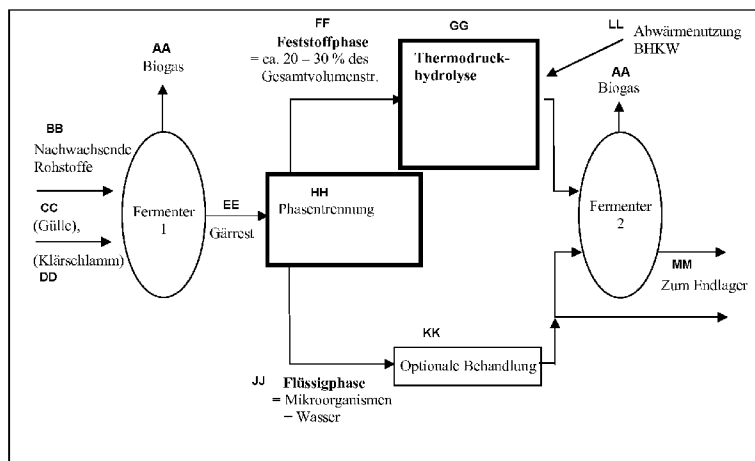 FF
Feststoffphase
= ca. 20 – 30 % des
Gesamtvolumenstr.
GG
Thermodruck-
hydrolyse
LL
Abwärmenutzung
BHKW
AA
Biogas
AA
Biogas
BB
Nachwachsende
Rohstoffe
CC
(Gülle),
(Klärschlamm)
DD
Fermenter
1
EE
Gärrest
HH
Phasentrennung
Fermenter
2
MM
Zum Endlager
KK
Optionale Behandlung
JJ
Flüssigphase
= Mikroorganismen
– Wasser